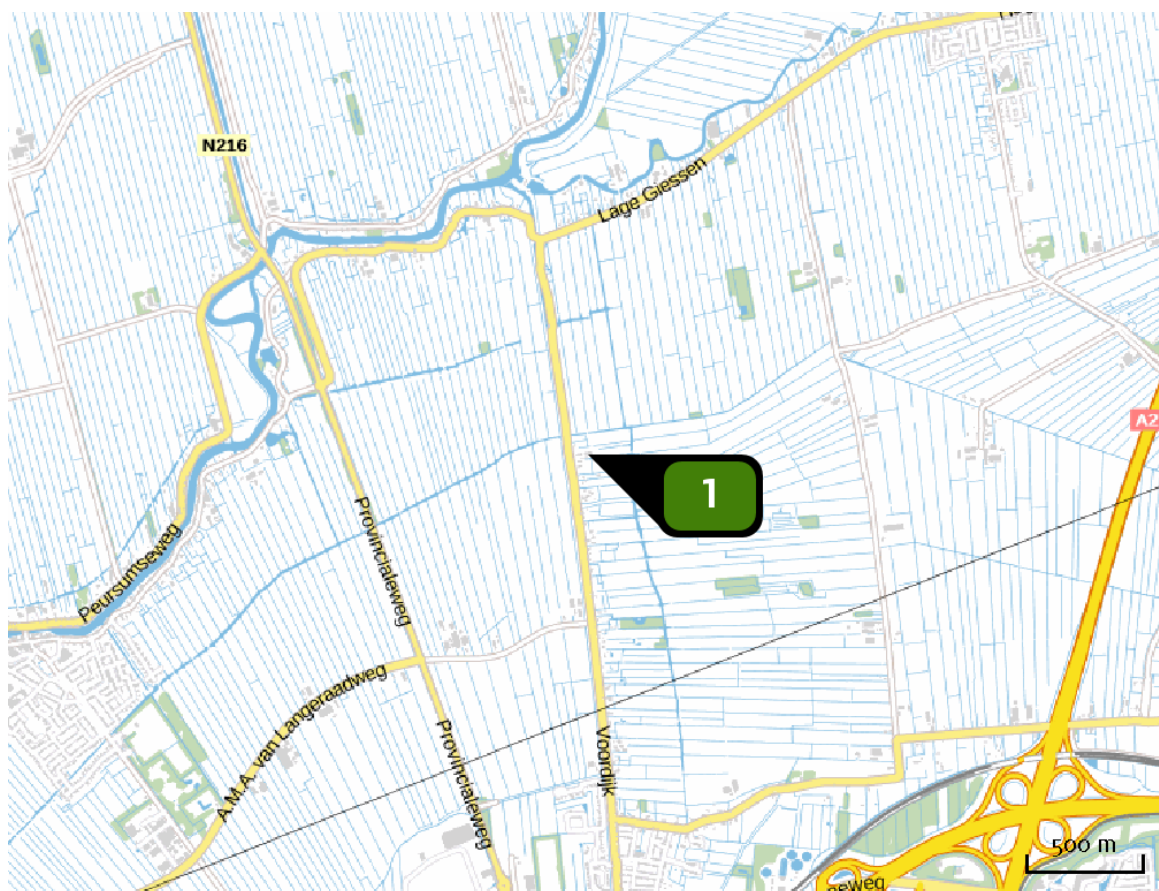 N216
Lage Giessen
A2
1
Peursumseweg
Provincialeweg
A.M.A. van Langeraadweg
Provincialeweg
Voordijk
500 m